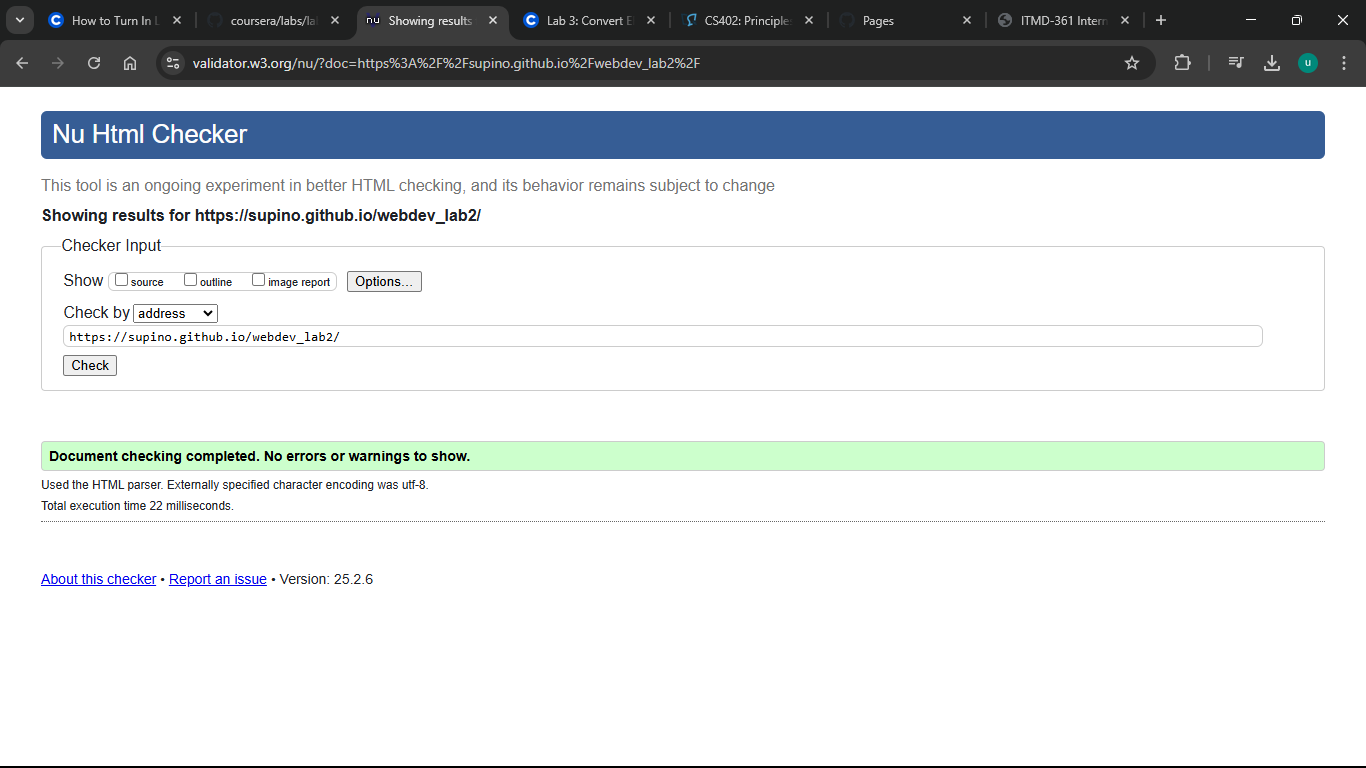 How to Turn In L
coursera/labs/la
nu Showing results
Lab 3: Convert E
CS402: Principle
Pages
ITMD-361 Intern
validator.w3.org/nu/?doc=https%3A%2F%2Fsupino.github.io%2Fwebdev_lab2%2F
u
Nu Html Checker
This tool is an ongoing experiment in better HTML checking, and its behavior remains subject to change
Showing results for https://supino.github.io/webdev_lab2/
Checker Input
Show source outline image report Options...
Check by address
https://supino.github.io/webdev_lab2/
Check
Document checking completed. No errors or warnings to show.
Used the HTML parser. Externally specified character encoding was utf-8.
Total execution time 22 milliseconds.
About this checker • Report an issue • Version: 25.2.6